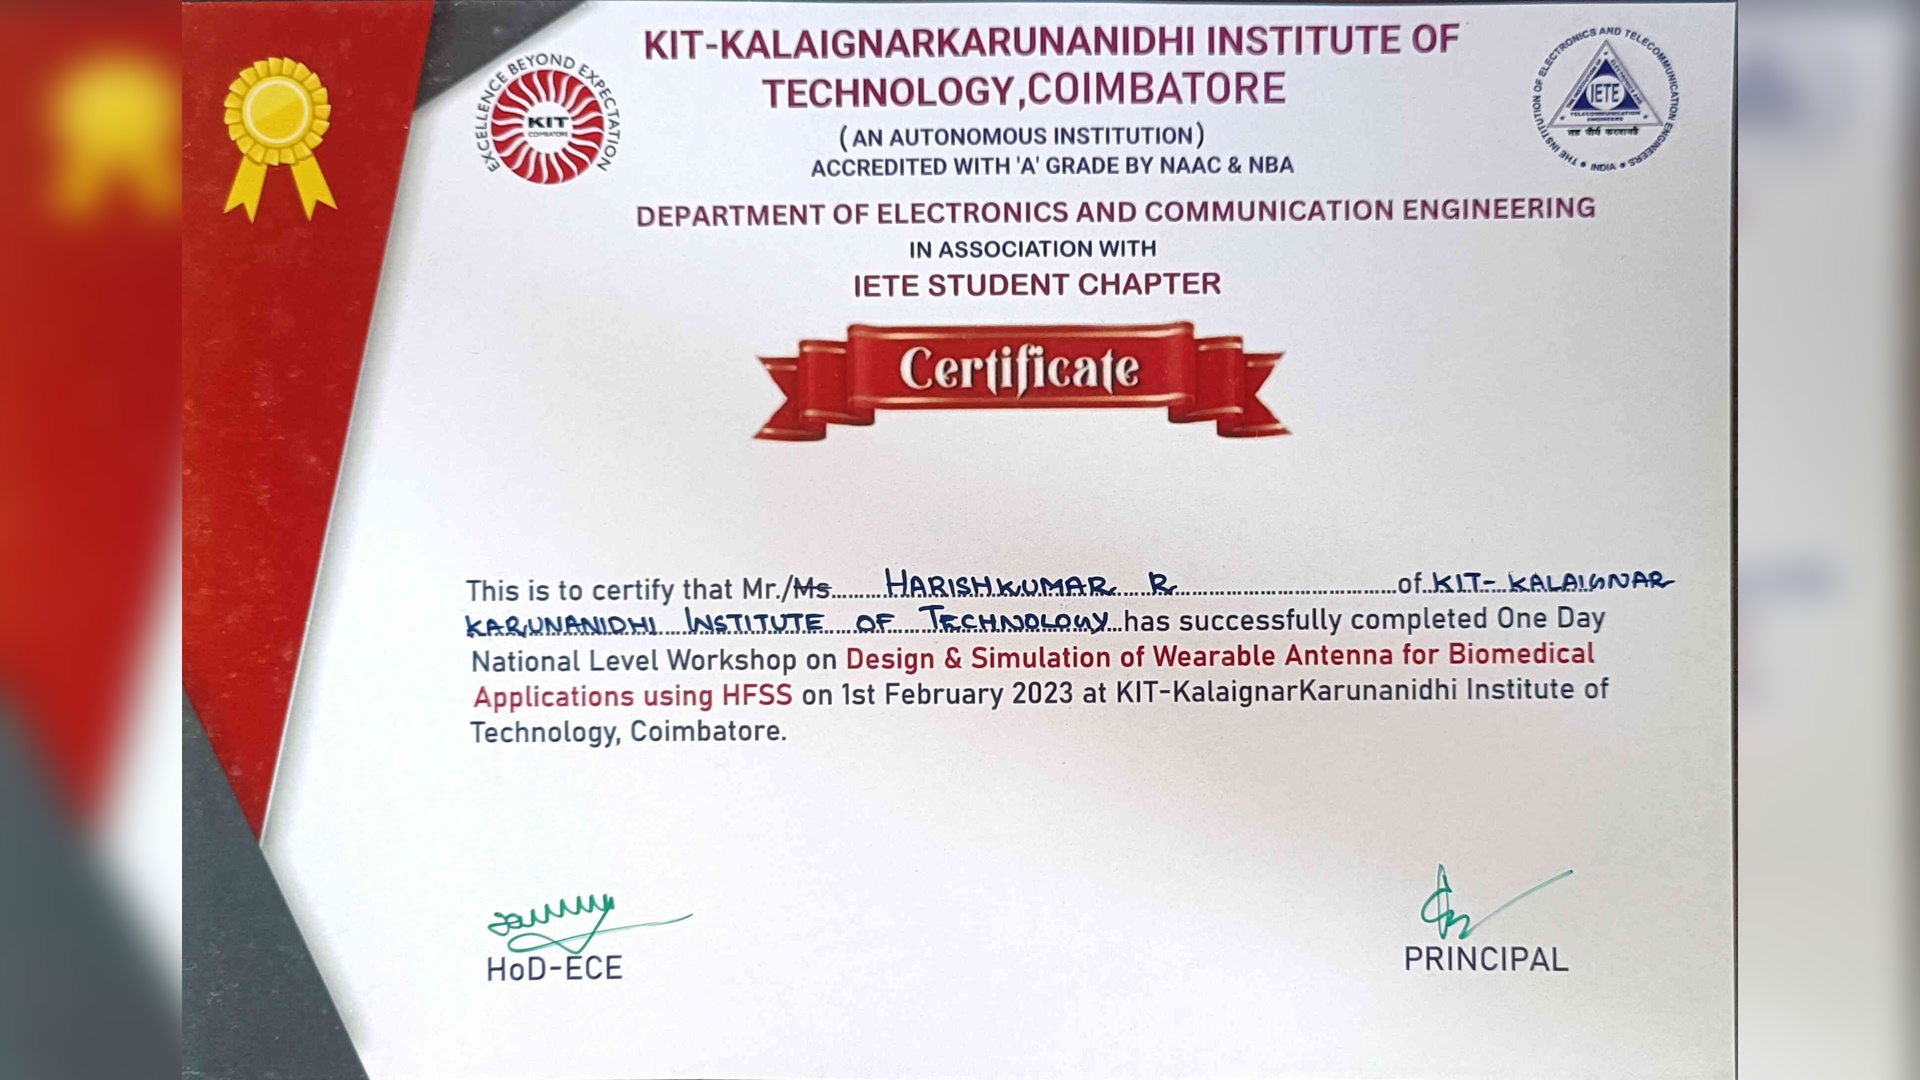 KIT-KALAIGNARKARUNANIDHI INSTITUTE OF
TECHNOLOGY,COIMBATORE
(AN AUTONOMOUS INSTITUTION)
ACCREDITED WITH 'A' GRADE BY NAAC & NBA
DEPARTMENT OF ELECTRONICS AND COMMUNICATION ENGINEERING
IN ASSOCIATION WITH
IETE STUDENT CHAPTER
EXCELLENCE BEYOND EXPECTATION
KIT
COIMBATORE
THE INSTITUTION OF ELECTRONICS AND TELECOMMUNICATION ENGINEERS
INDIA
IETE
Certificate
This is to certify that Mr./Ms........HARISHKUMAR R........................................of KIT- KALAIGNAR
KARUNANIDHI INSTITUTE OF TECHNOLOGY has successfully completed One Day
National Level Workshop on Design & Simulation of Wearable Antenna for Biomedical
Applications using HFSS on 1st February 2023 at KIT-KalaignarKarunanidhi Institute of
Technology, Coimbatore.
HoD-ECE
PRINCIPAL